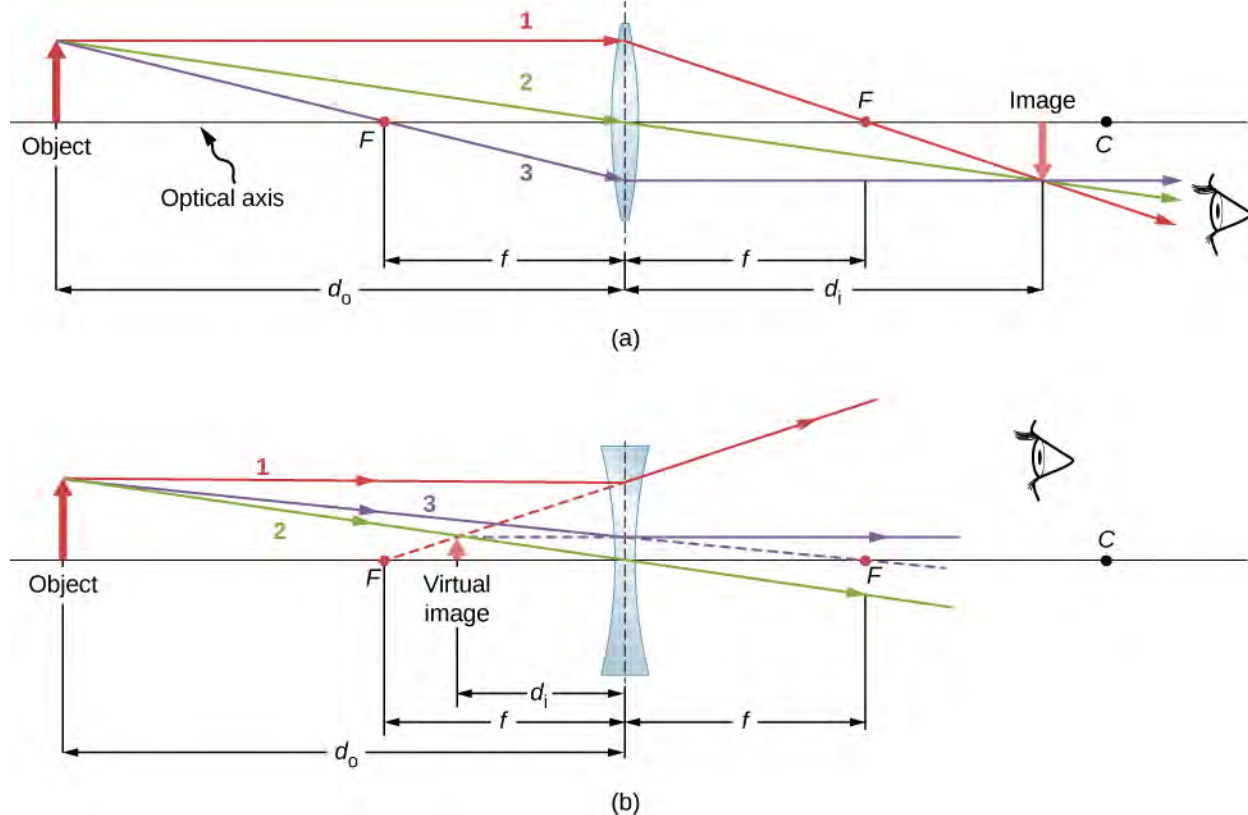 1
2
F
Image
Object
F
C
3
Optical axis
f
f
dₒ
dᵢ
(a)
1
3
2
C
Object
F
Virtual
image
F
dᵢ
f
f
dₒ
(b)